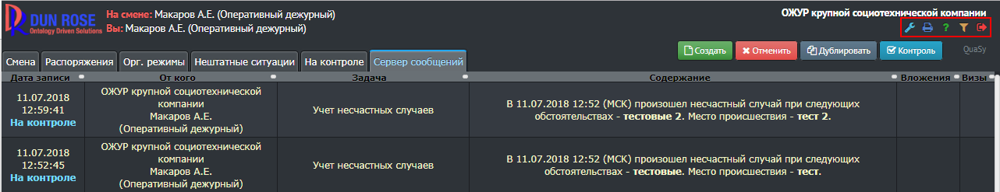 DUN ROSE
Ontology Driven Solutions
На смене: Макаров А.Е. (Оперативный дежурный)
Вы: Макаров А.Е. (Оперативный дежурный)
ОЖУР крупной социотехнической компании
Создать Отменить Дублировать Контроль QuaSy
Смена Распоряжения Орг. режимы Нештатные ситуации На контроле Сервер сообщений
Дата записи От кого Задача Содержание Вложения Визы
11.07.2018
12:59:41
На контроле
ОЖУР крупной социотехнической
компании
Макаров А.Е.
(Оперативный дежурный)
Учет несчастных случаев
В 11.07.2018 12:52 (МСК) произошел несчастный случай при следующих
обстоятельствах - тестовые 2. Место происшествия - тест 2.
11.07.2018
12:52:45
На контроле
ОЖУР крупной социотехнической
компании
Макаров А.Е.
(Оперативный дежурный)
Учет несчастных случаев
В 11.07.2018 12:52 (МСК) произошел несчастный случай при следующих
обстоятельствах - тестовые. Место происшествия - тест.